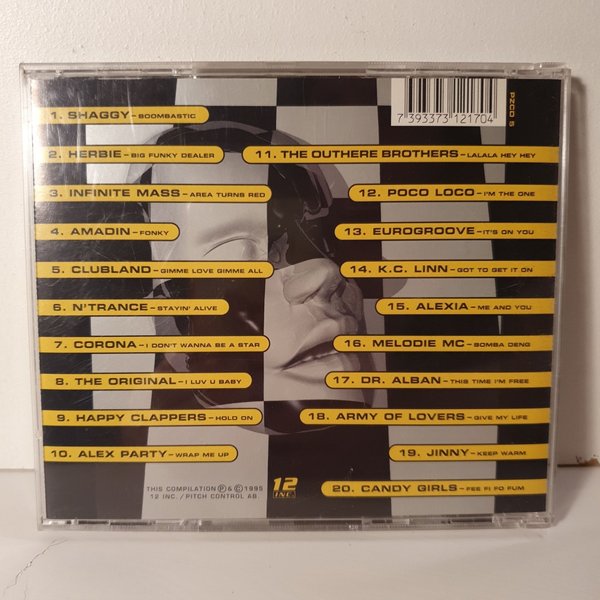 PZCD 5
7 393373 121704
1. SHAGGY – BOOMBASTIC
2. HERBIE – BIG FUNKY DEALER
3. INFINITE MASS – AREA TURNS RED
4. AMADIN – FONKY
5. CLUBLAND – GIMME LOVE GIMME ALL
6. N'TRANCE – STAYIN' ALIVE
7. CORONA – I DON'T WANNA BE A STAR
8. THE ORIGINAL – I LUV U BABY
9. HAPPY CLAPPERS – HOLD ON
10. ALEX PARTY – WRAP ME UP
11. THE OUTHERE BROTHERS – LALALA HEY HEY
12. POCO LOCO – I'M THE ONE
13. EUROGROOVE – IT'S ON YOU
14. K.C. LINN – GOT TO GET IT ON
15. ALEXIA – ME AND YOU
16. MELODIE MC – BOMBA DENG
17. DR. ALBAN – THIS TIME I'M FREE
18. ARMY OF LOVERS – GIVE MY LIFE
19. JINNY – KEEP WARM
20. CANDY GIRLS – FEE FI FO FUM
THIS COMPILATION Ⓟ & © 1995
12 INC. / PITCH CONTROL AB
12 INC.